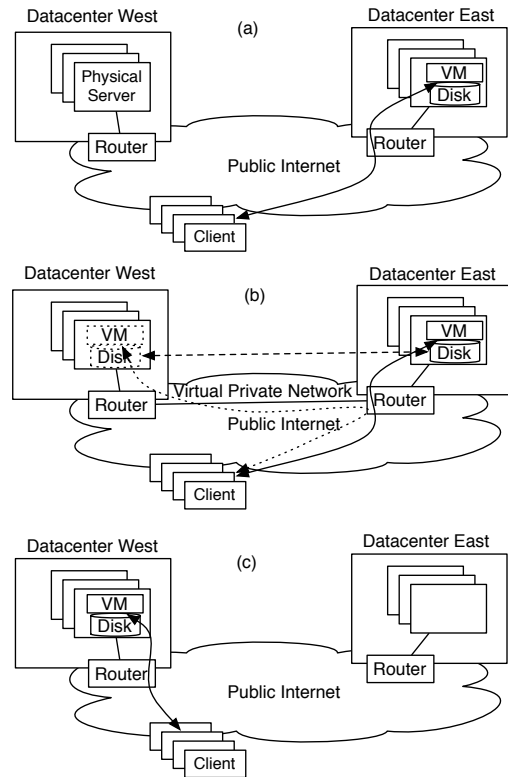 Datacenter West
(a)
Datacenter East
Physical
Server
VM
Disk
Router
Router
Public Internet
Client
Datacenter West
(b)
Datacenter East
VM
Disk
VM
Disk
Virtual Private Network
Router
Router
Public Internet
Client
Datacenter West
(c)
Datacenter East
VM
Disk
Router
Router
Public Internet
Client